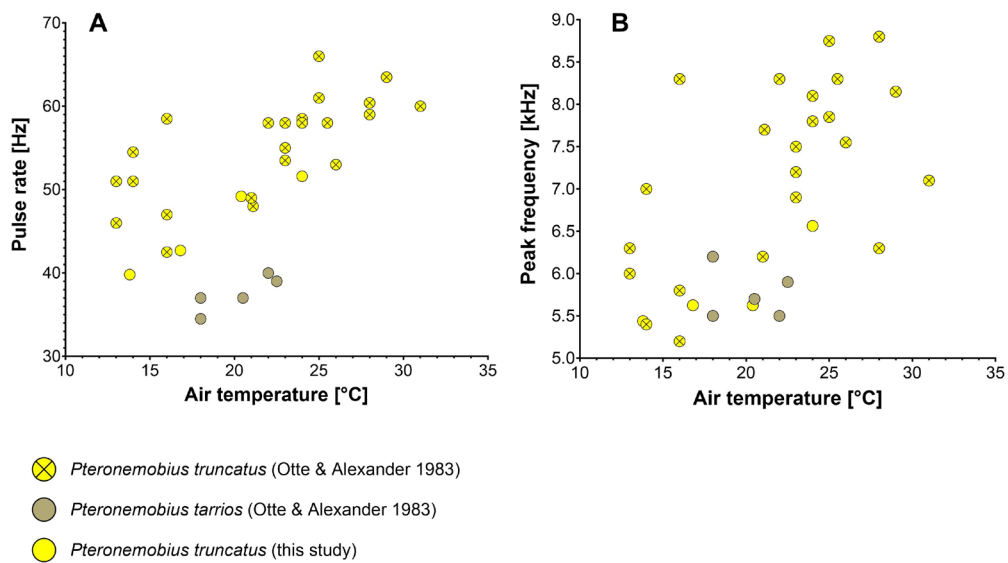 A
70
60
50
40
30
10
15
20
25
30
35
Pulse rate [Hz]
Air temperature [°C]
B
9.0
8.5
8.0
7.5
7.0
6.5
6.0
5.5
5.0
10
15
20
25
30
35
Peak frequency [kHz]
Air temperature [°C]
Pteronemobius truncatus (Otte & Alexander 1983)
Pteronemobius tarrios (Otte & Alexander 1983)
Pteronemobius truncatus (this study)